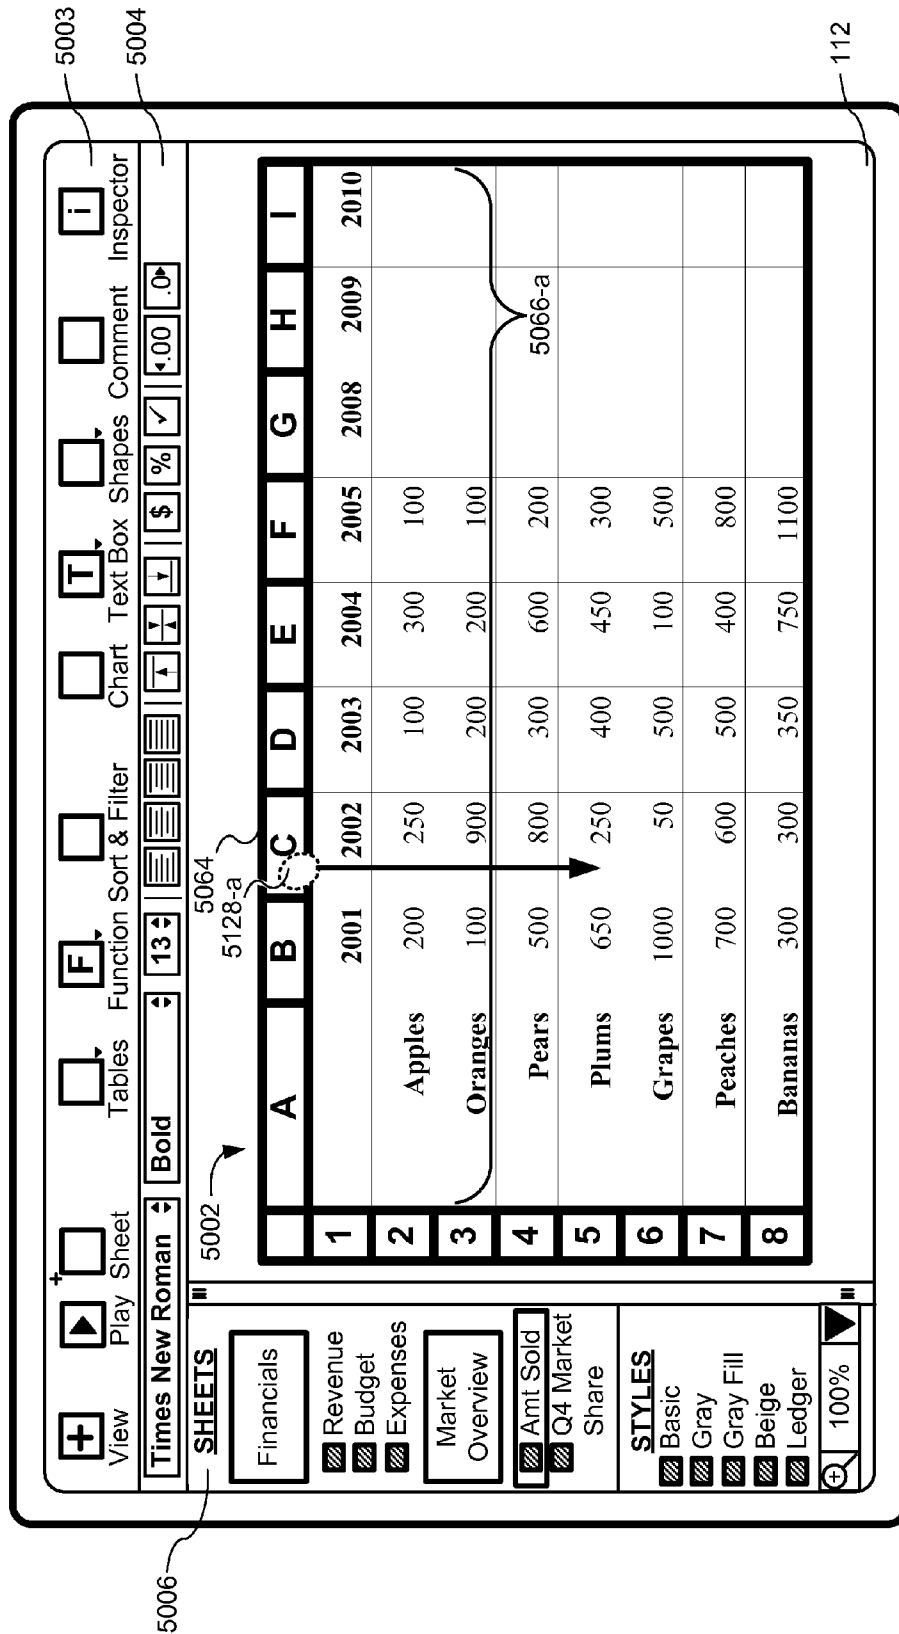 5003
5004
View Play Sheet Tables Function Sort & Filter Chart Text Box Shapes Comment Inspector
+ + F T i
Times New Roman Bold 13 $ % ✓ .00 .0
5006
SHEETS
Financials
Revenue
Budget
Expenses
Market
Overview
Amt Sold
Q4 Market
Share
STYLES
Basic
Gray
Gray Fill
Beige
Ledger
100%
5002
5064
5128-a
A B C D E F G H I
1 2001 2002 2003 2004 2005 2008 2009 2010
2 Apples 200 250 100 300 100
3 Oranges 100 900 200 200 100
5066-a
4 Pears 500 800 300 600 200
5 Plums 650 250 400 450 300
6 Grapes 1000 50 500 100 500
7 Peaches 700 600 500 400 800
8 Bananas 300 300 350 750 1100
112